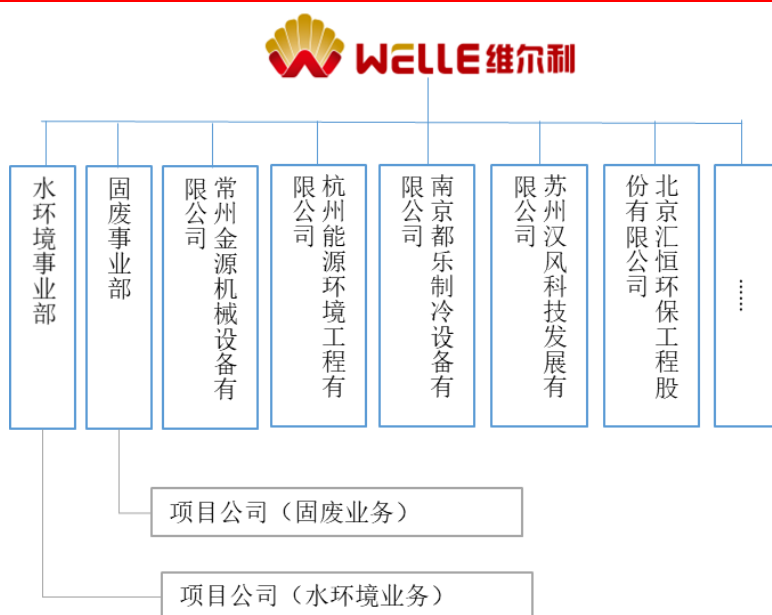 WELLE维尔利
水环境事业部
固废事业部
常州金源机械设备有
限公司
杭州能源环境工程有
限公司
南京都乐制冷设备有
限公司
苏州汉风科技发展有
限公司
北京汇恒环保工程股
份有限公司
......
项目公司（固废业务）
项目公司（水环境业务）